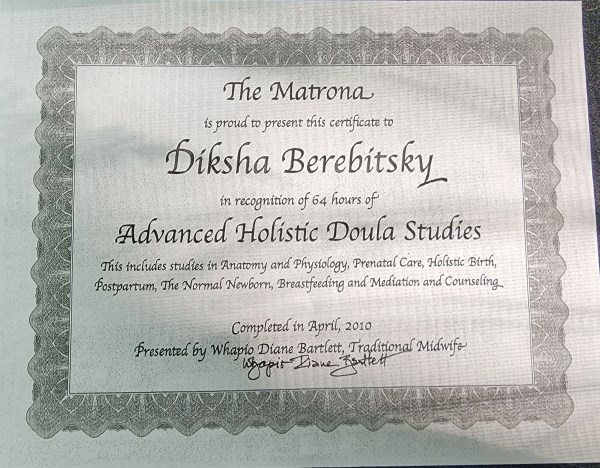 The Matrona
is proud to present this certificate to
Diksha Berebitsky
in recognition of 64 hours of
Advanced Holistic Doula Studies
This includes studies in Anatomy and Physiology, Prenatal Care, Holistic Birth,
Postpartum, The Normal Newborn, Breastfeeding and Mediation and Counseling
Completed in April, 2010
Presented by Whapio Diane Bartlett, Traditional Midwife
Whapio Diane Bartlett